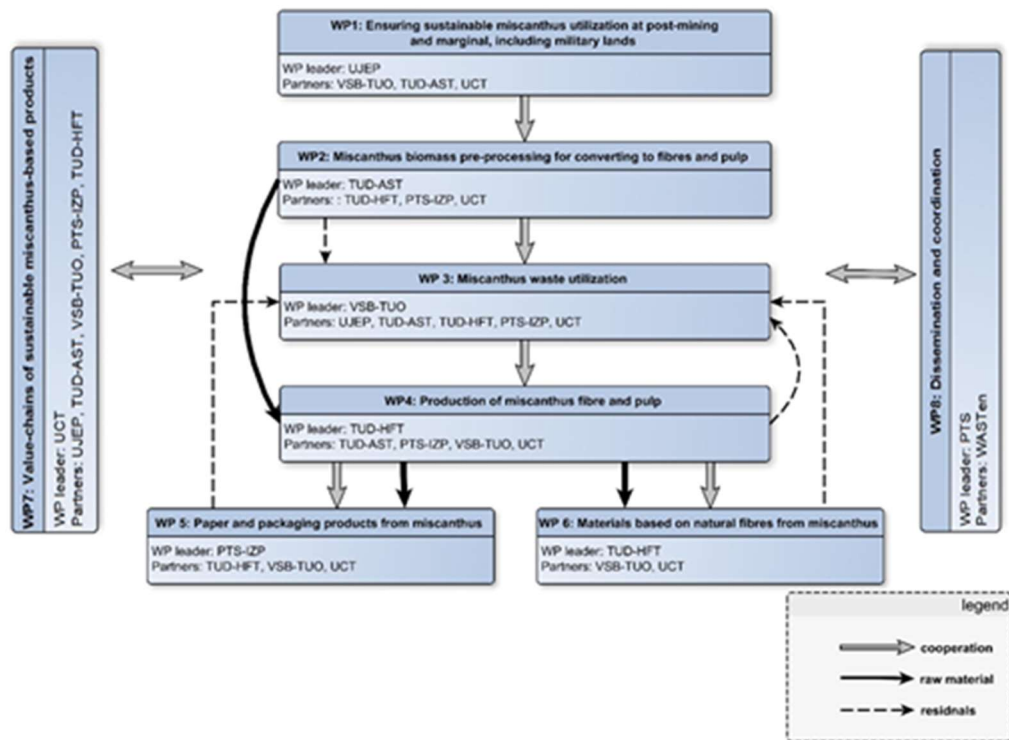 WP1: Ensuring sustainable miscanthus utilization at post-mining
and marginal, including military lands
WP leader: UJEP
Partners: VSB-TUO, TUD-AST, UCT
WP2: Miscanthus biomass pre-processing for converting to fibres and pulp
WP leader: TUD-AST
Partners: : TUD-HFT, PTS-IZP, UCT
WP 3: Miscanthus waste utilization
WP leader: VSB-TUO
Partners: UJEP, TUD-AST, TUD-HFT, PTS-IZP, UCT
WP4: Production of miscanthus fibre and pulp
WP leader: TUD-HFT
Partners: TUD-AST, PTS-IZP, VSB-TUO, UCT
WP 5: Paper and packaging products from miscanthus
WP leader: PTS-IZP
Partners: TUD-HFT, VSB-TUO, UCT
WP 6: Materials based on natural fibres from miscanthus
WP leader: TUD-HFT
Partners: VSB-TUO, UCT
WP7: Value-chains of sustainable miscanthus-based products
WP leader: UCT
Partners: UJEP, TUD-AST, VSB-TUO, PTS-IZP, TUD-HFT
WP8: Dissemination and coordination
WP leader: PTS
Partners: WASTen
legend
cooperation
raw material
residnals